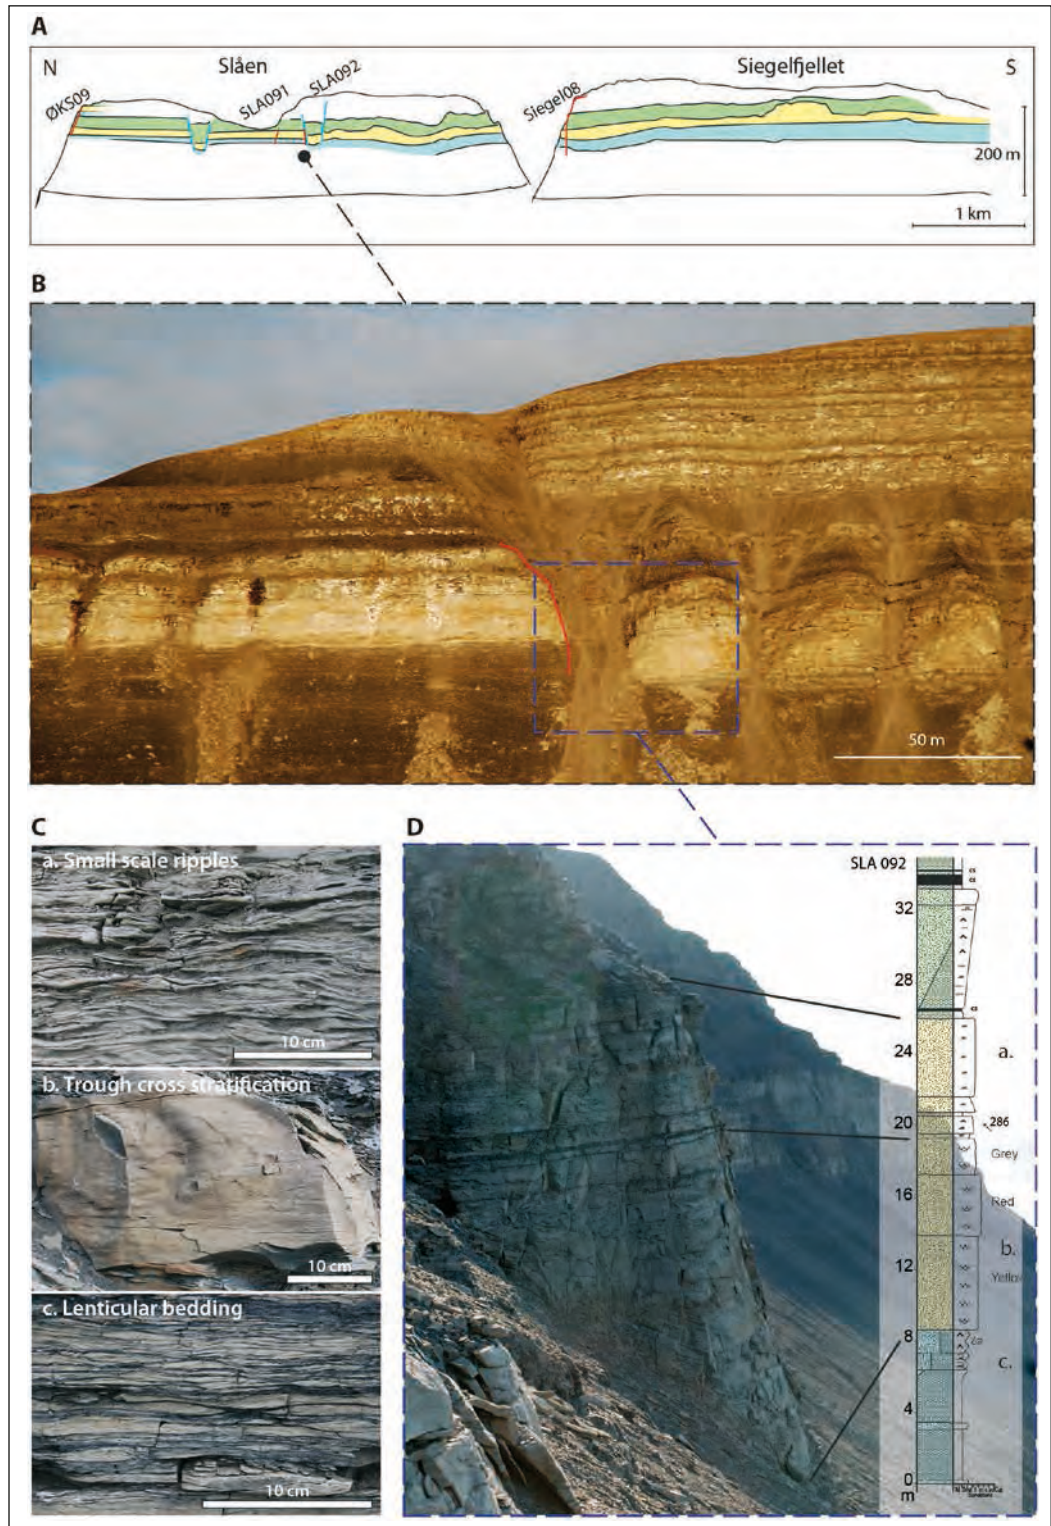 A
N
Slåen
Siegelfjellet
S
ØKS09
SLA091
SLA092
Siegel08
200 m
1 km
B
50 m
C
a. Small scale ripples
10 cm
b. Trough cross stratification
10 cm
c. Lenticular bedding
10 cm
D
SLA 092
32
28
24
a.
20
286
Grey
16
Red
b.
12
Yellow
8
c.
4
0
m